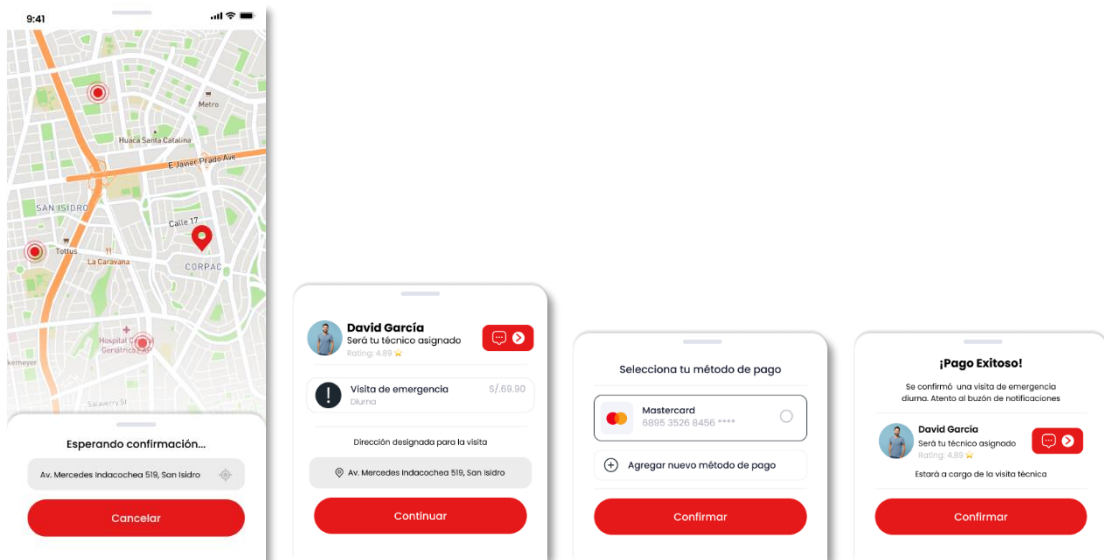 9:41
Metro
Huaca Santa Catalina
E Javier Prado Ave
SAN ISIDRO
Calle 17
Tottus
La Caravana
CORPAC
Hospital Central
Geriátrico PNP
kemeyer
Salaverry St
Esperando confirmación...
Av. Mercedes Indacochea 519, San Isidro
Cancelar
David García
Será tu técnico asignado
Rating: 4.89
Visita de emergencia
S/.69.90
Diurna
Dirección designada para la visita
Av. Mercedes Indacochea 519, San Isidro
Continuar
Selecciona tu método de pago
Mastercard
6895 3526 8456 ****
Agregar nuevo método de pago
Confirmar
¡Pago Exitoso!
Se confirmó una visita de emergencia
diurna. Atento al buzón de notificaciones
David García
Será tu técnico asignado
Rating: 4.89
Estará a cargo de la visita técnica
Confirmar